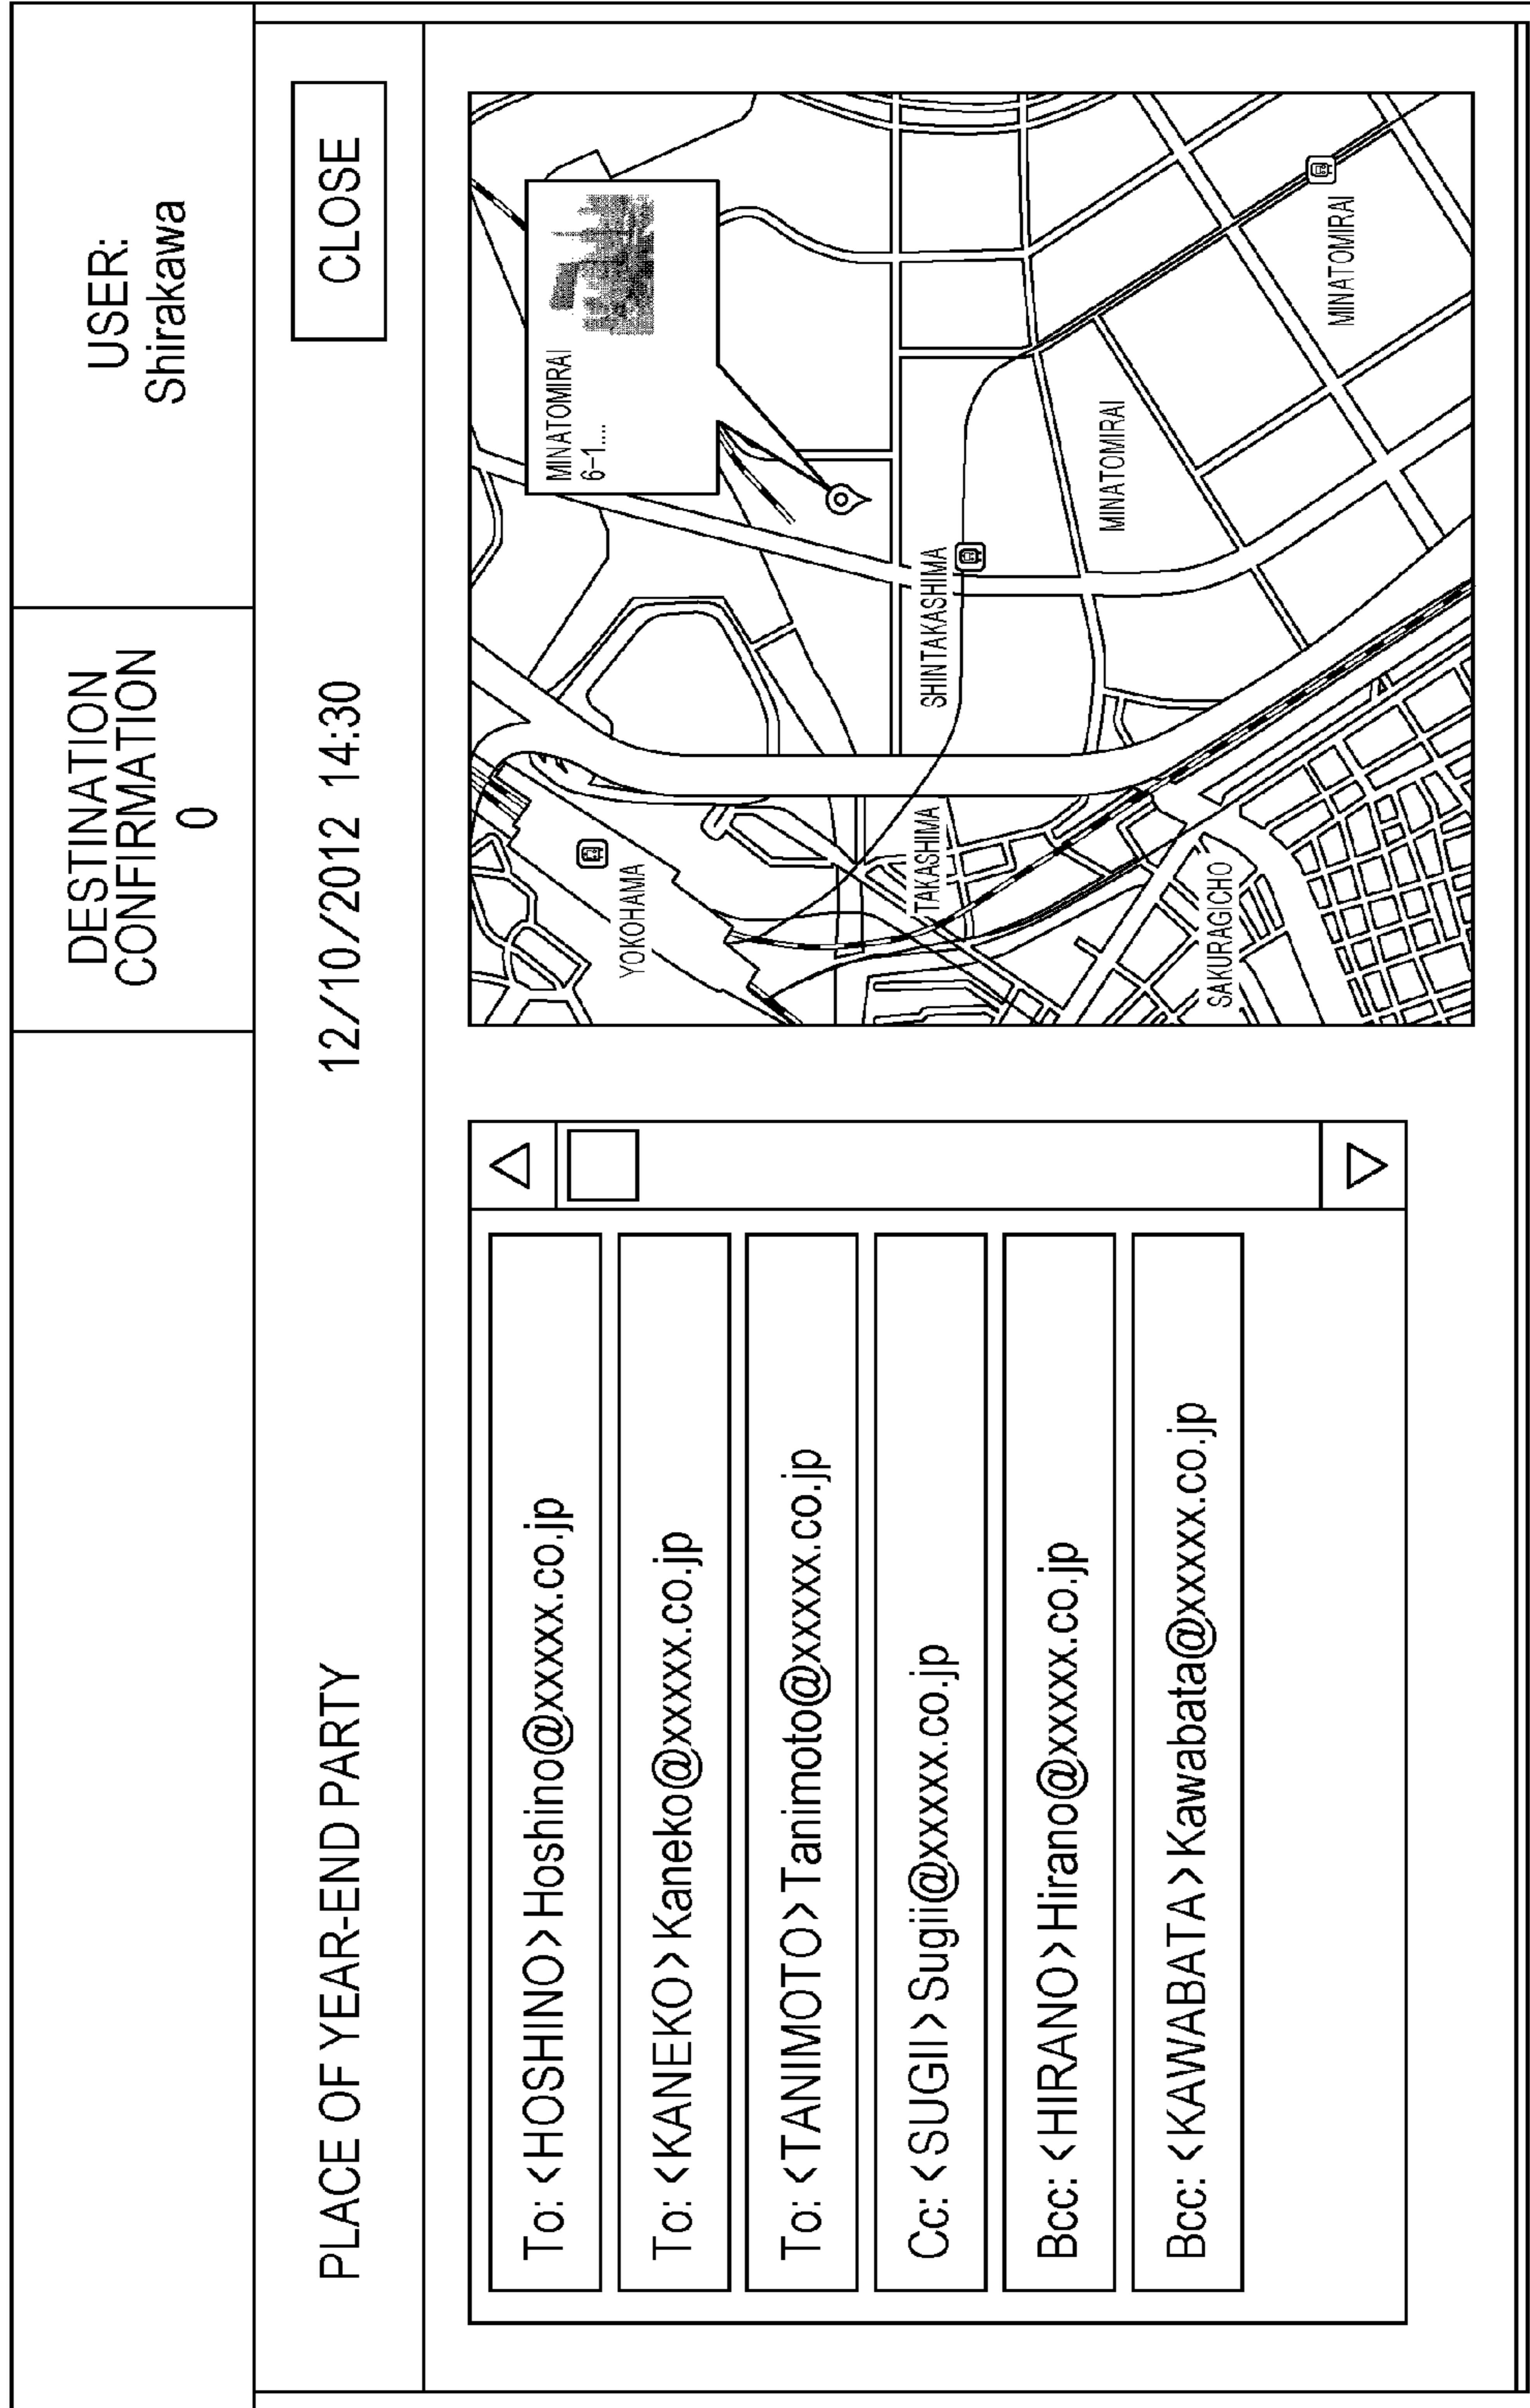 DESTINATION
CONFIRMATION
0
USER:
Shirakawa
PLACE OF YEAR-END PARTY
12/10/2012 14:30
CLOSE
To: <HOSHINO>Hoshino@xxxx.co.jp
To: <KANEKO>Kaneko@xxxx.co.jp
To: <TANIMOTO>Tanimoto@xxxxx.co.jp
Cc: <SUGII>Sugii@xxxxx.co.jp
Bcc: <HIRANO>Hirano@xxxxx.co.jp
Bcc: <KAWABATA>Kawabata@xxxxx.co.jp
MINATOMIRAI
6-1....
YOKOHAMA
TAKASHIMA
SHINTAKASHIMA
MINATOMIRAI
SAKURAGICHO
MINATOMIRAI